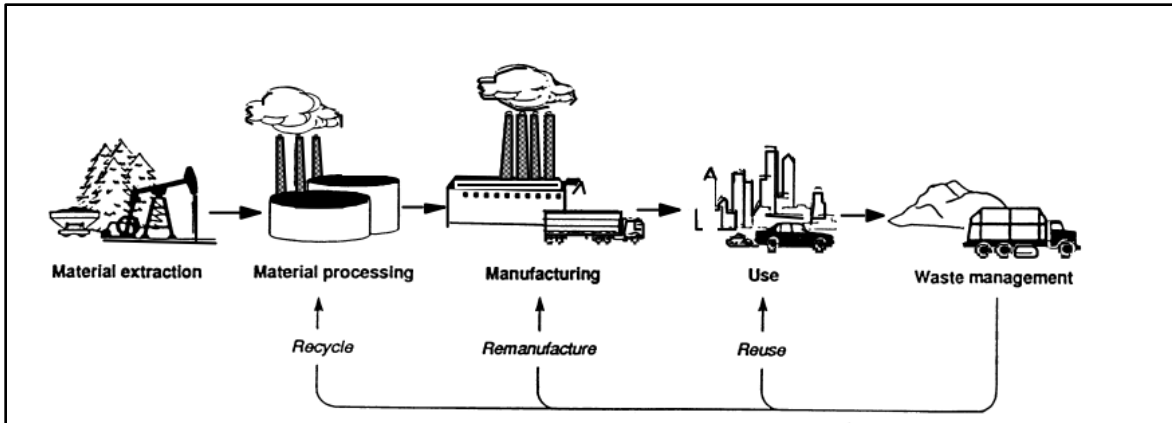 Material extraction
Material processing
Manufacturing
Use
Waste management
Recycle
Remanufacture
Reuse